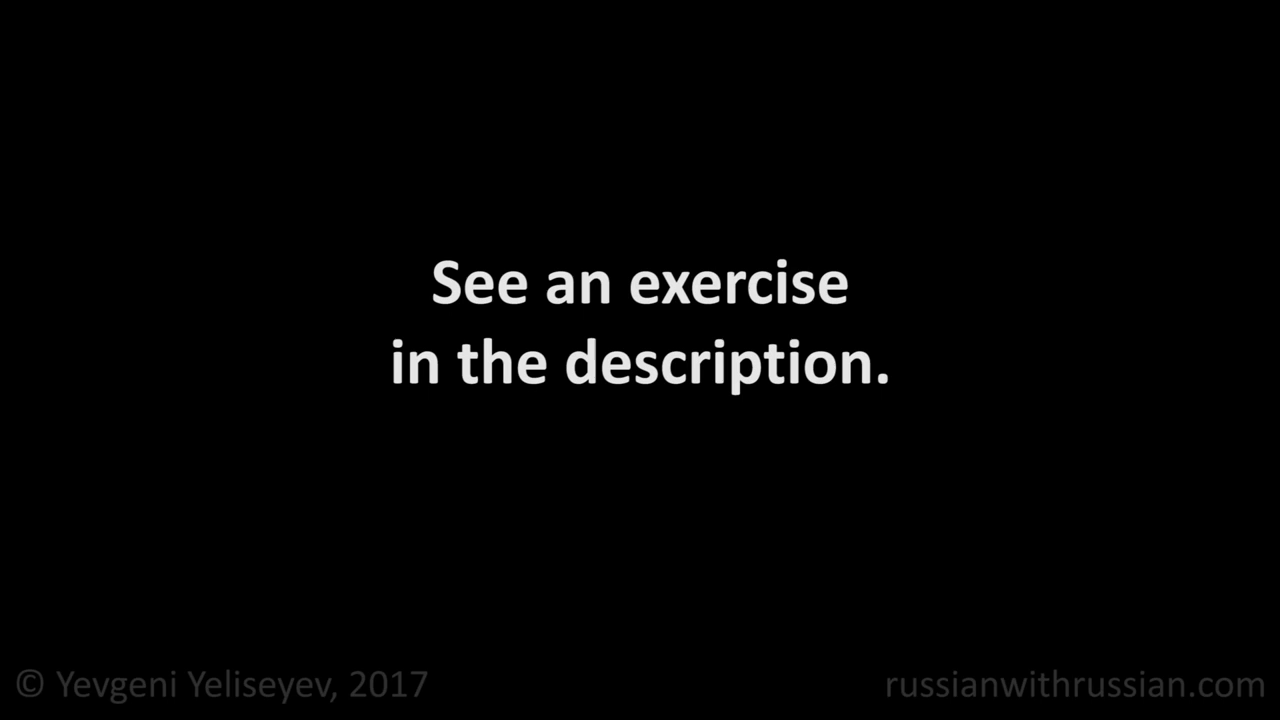 See an exercise
in the description.
© Yevgeni Yeliseyev, 2017
russianwithrussian.com